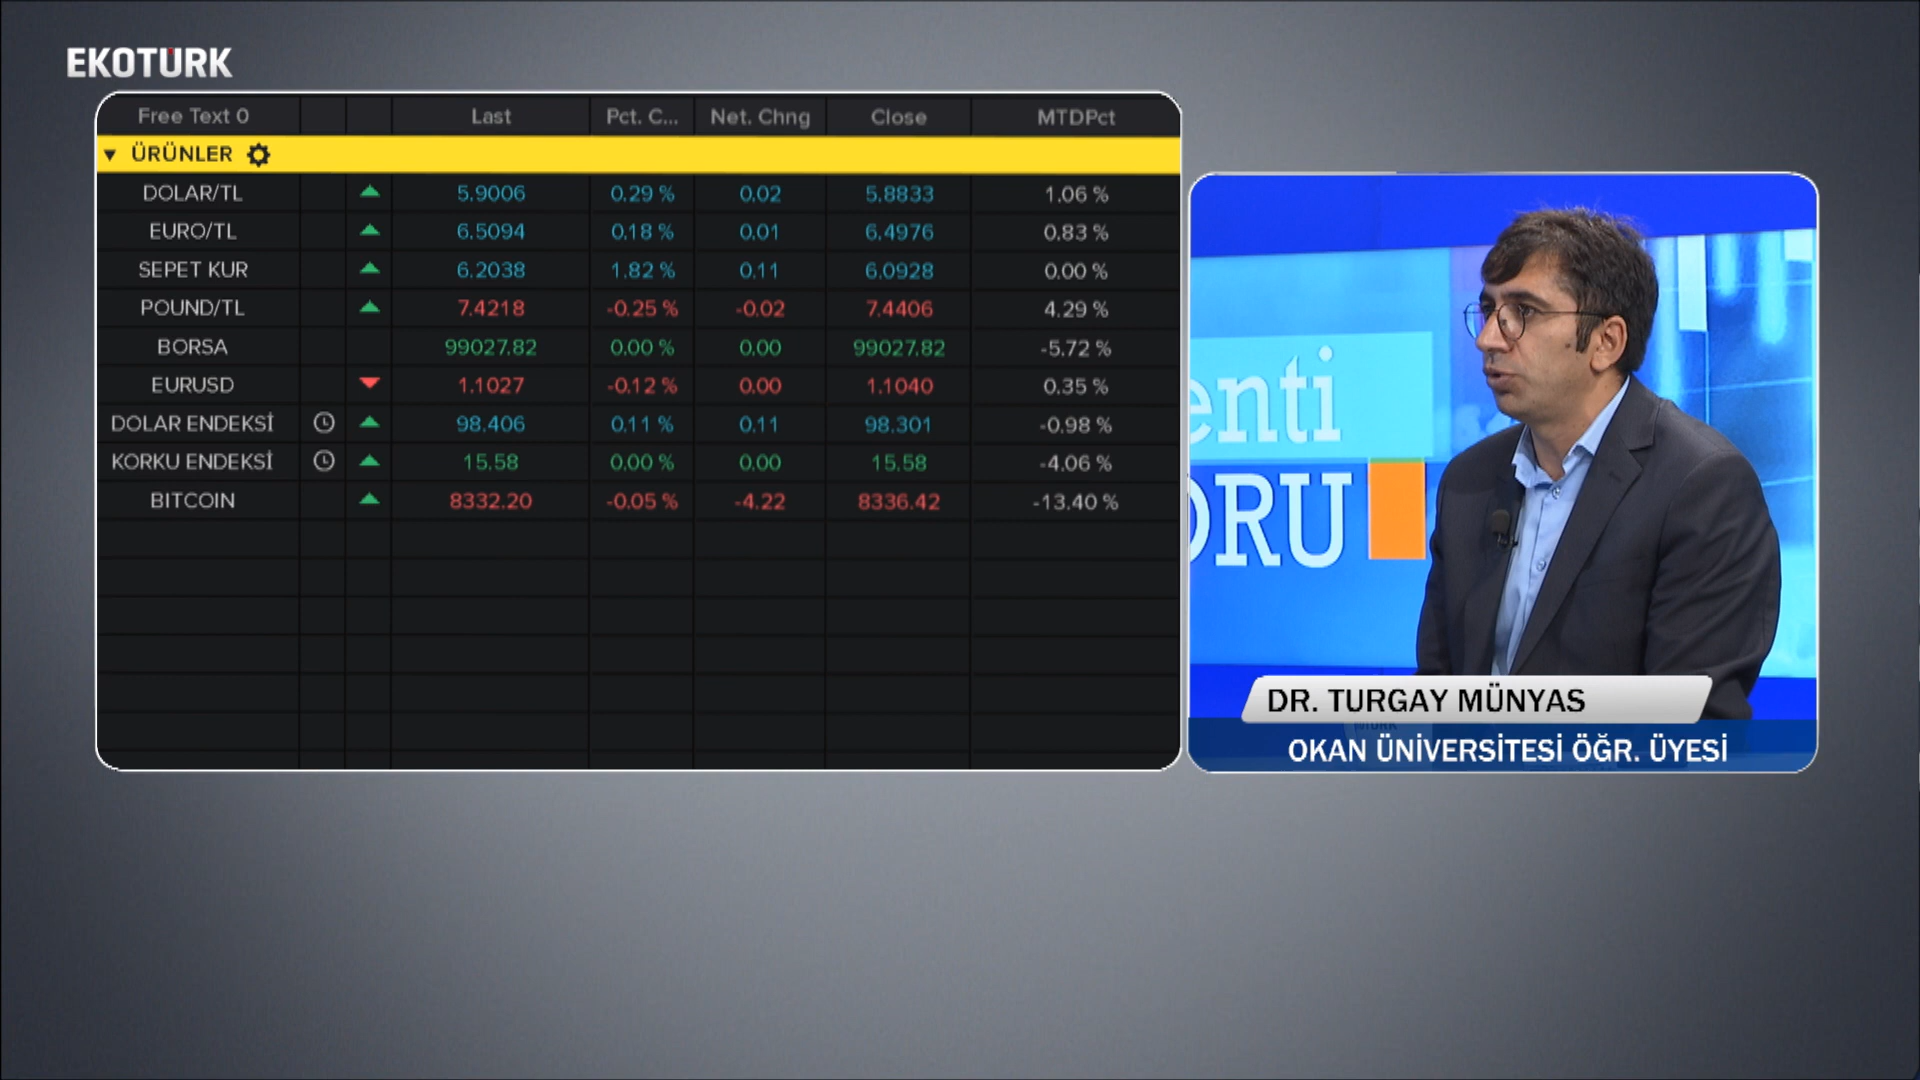 EKOTÜRK
Free Text 0 Last Pct. C... Net. Chng Close MTDPct
ÜRÜNLER
DOLAR/TL 5.9006 0.29 % 0.02 5.8833 1.06 %
EURO/TL 6.5094 0.18 % 0.01 6.4976 0.83 %
SEPET KUR 6.2038 1.82 % 0.11 6.0928 0.00 %
POUND/TL 7.4218 -0.25 % -0.02 7.4406 4.29 %
BORSA 99027.82 0.00 % 0.00 99027.82 -5.72 %
EURUSD 1.1027 -0.12 % 0.00 1.1040 0.35 %
DOLAR ENDEKSİ 98.406 0.11 % 0.11 98.301 -0.98 %
KORKU ENDEKSİ 15.58 0.00 % 0.00 15.58 -4.06 %
BITCOIN 8332.20 -0.05 % -4.22 8336.42 -13.40 %
enti
ORU
DR. TURGAY MÜNYAS
OKAN ÜNİVERSİTESİ ÖĞR. ÜYESİ